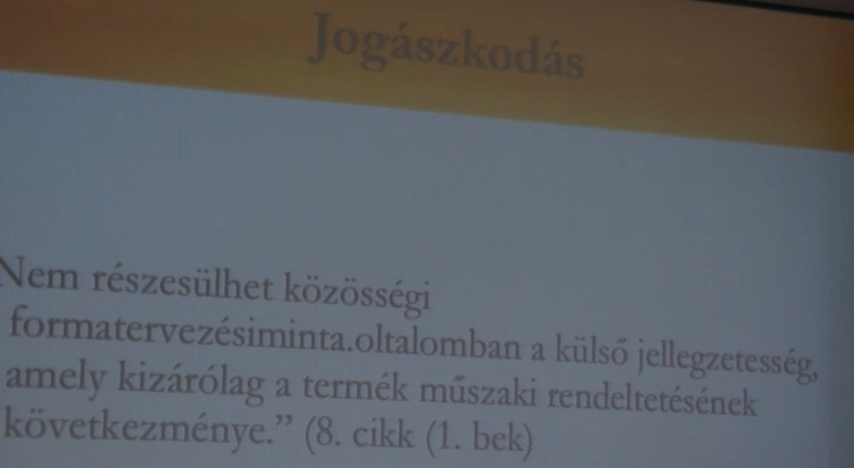 Jogászkodás
Nem részesülhet közösségi
formatervezésiminta.oltalomban a külső jellegzetesség,
amely kizárólag a termék műszaki rendeltetésének
következménye.” (8. cikk (1. bek)